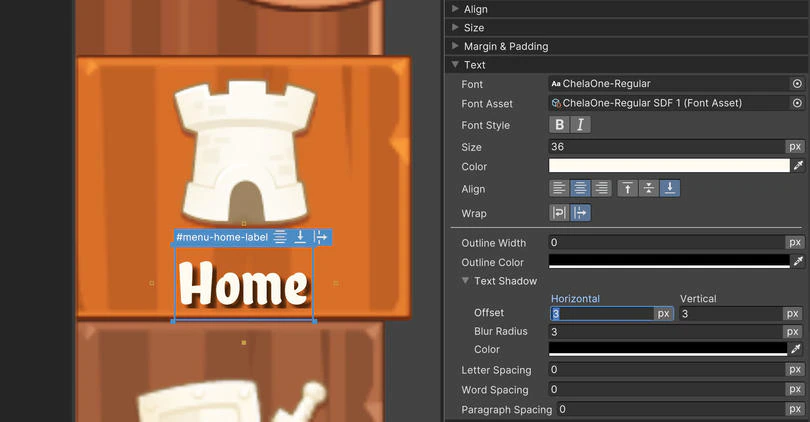 Align
Size
Margin & Padding
Text
Font
Aa ChelaOne-Regular
Font Asset
ChelaOne-Regular SDF 1 (Font Asset)
Font Style
B I
Size
36
px
Color
Align
Wrap
#menu-home-label
Home
Outline Width
0
px
Outline Color
Text Shadow
Horizontal
Vertical
Offset
3
px
3
px
Blur Radius
3
px
Color
Letter Spacing
0
px
Word Spacing
0
px
Paragraph Spacing
0
px